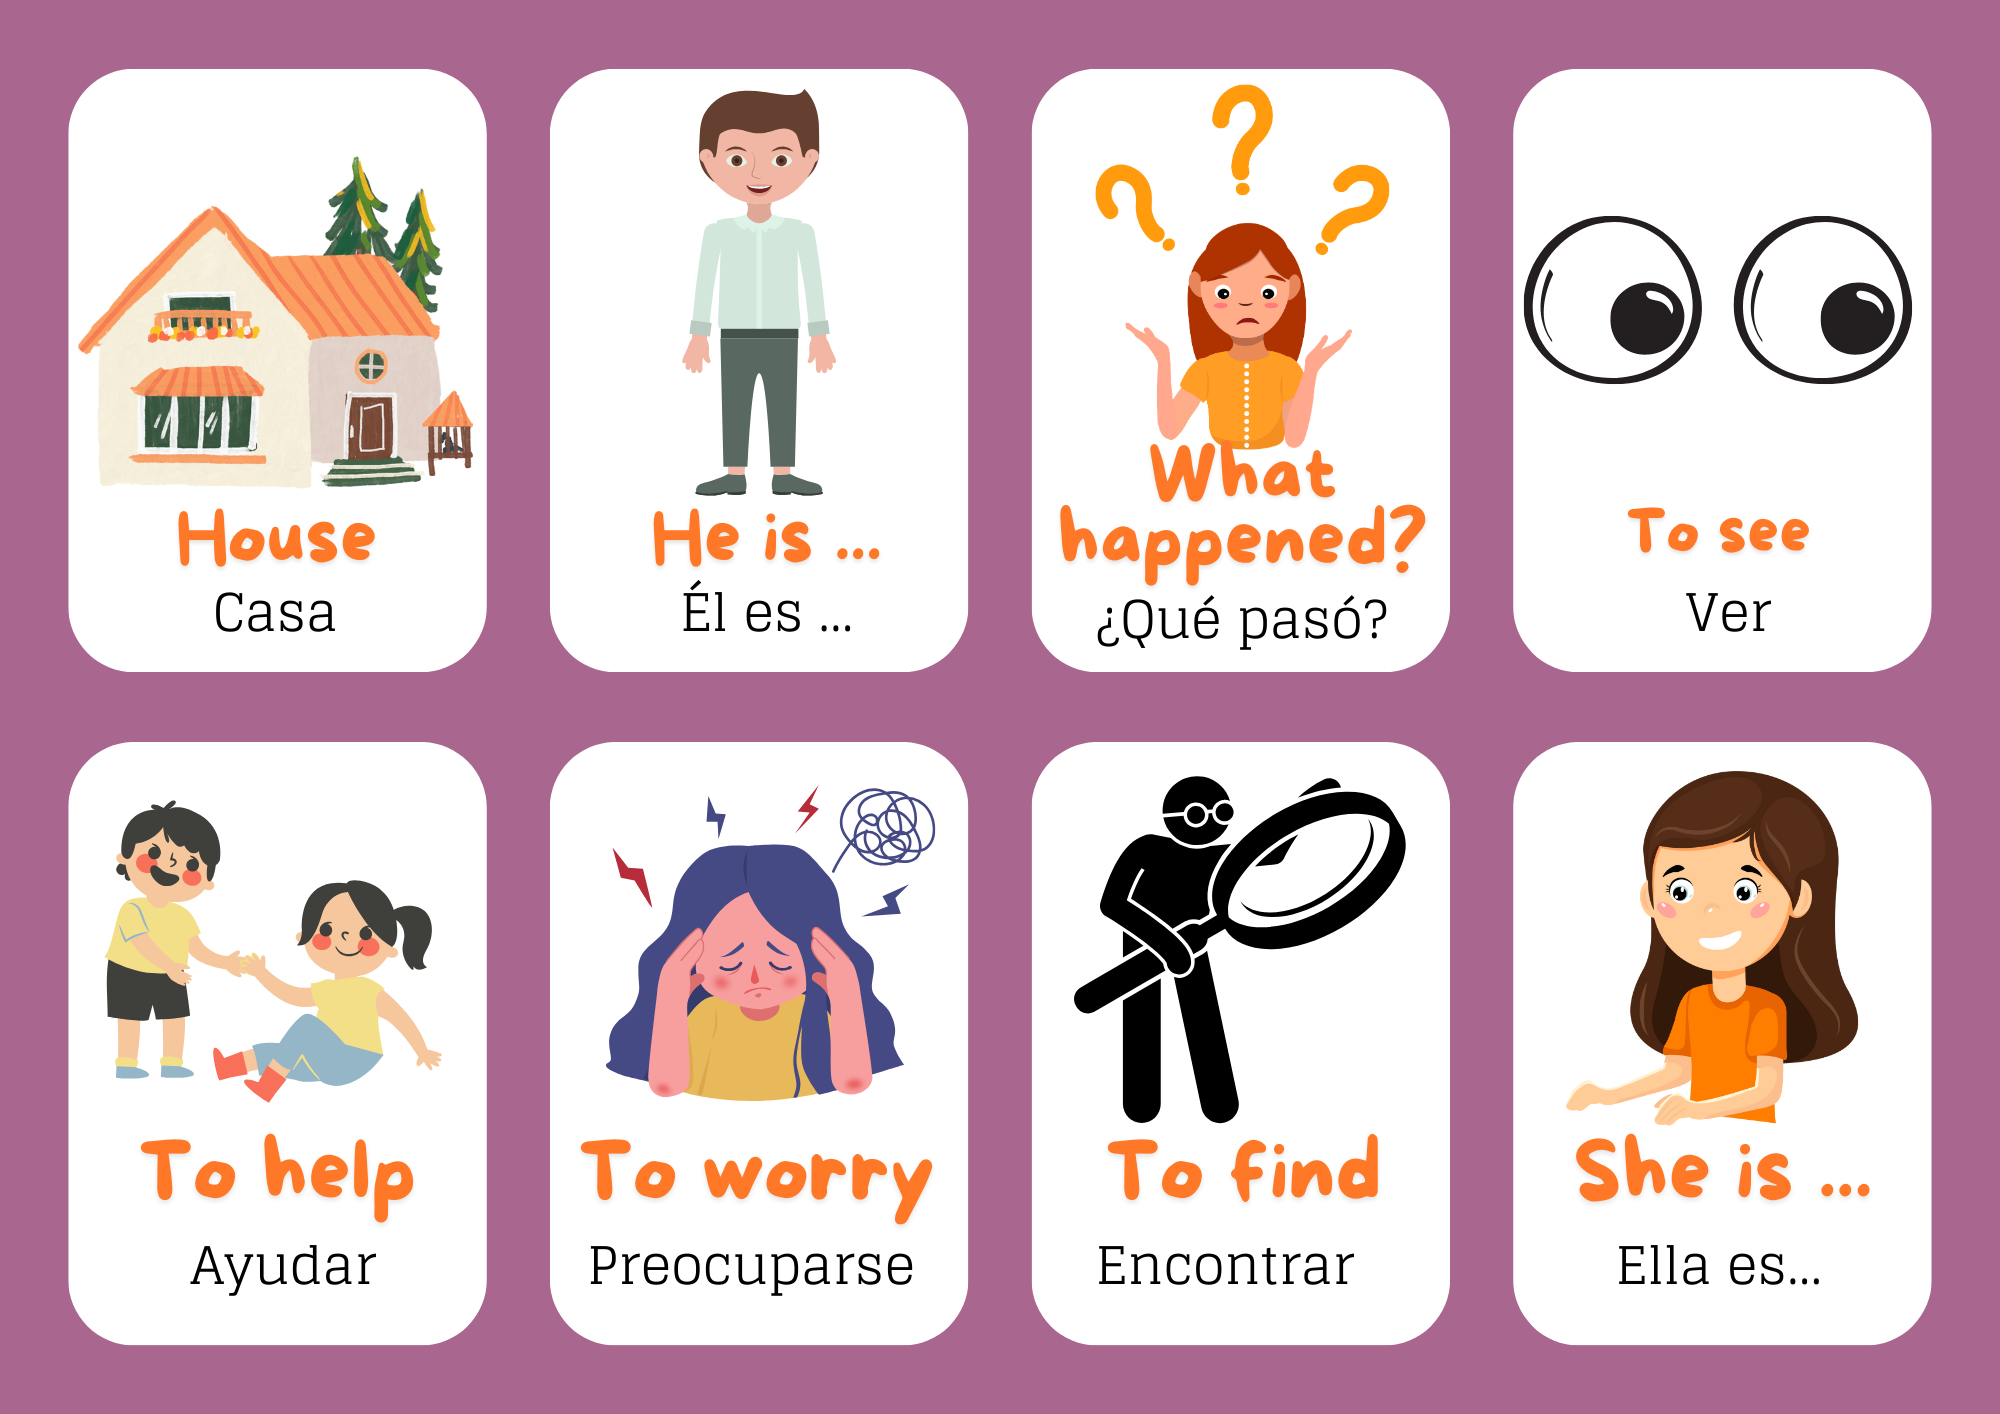 House
Casa
He is ...
Él es ...
What
happened?
¿Qué pasó?
To see
Ver
To help
Ayudar
To worry
Preocuparse
To find
Encontrar
She is ...
Ella es...